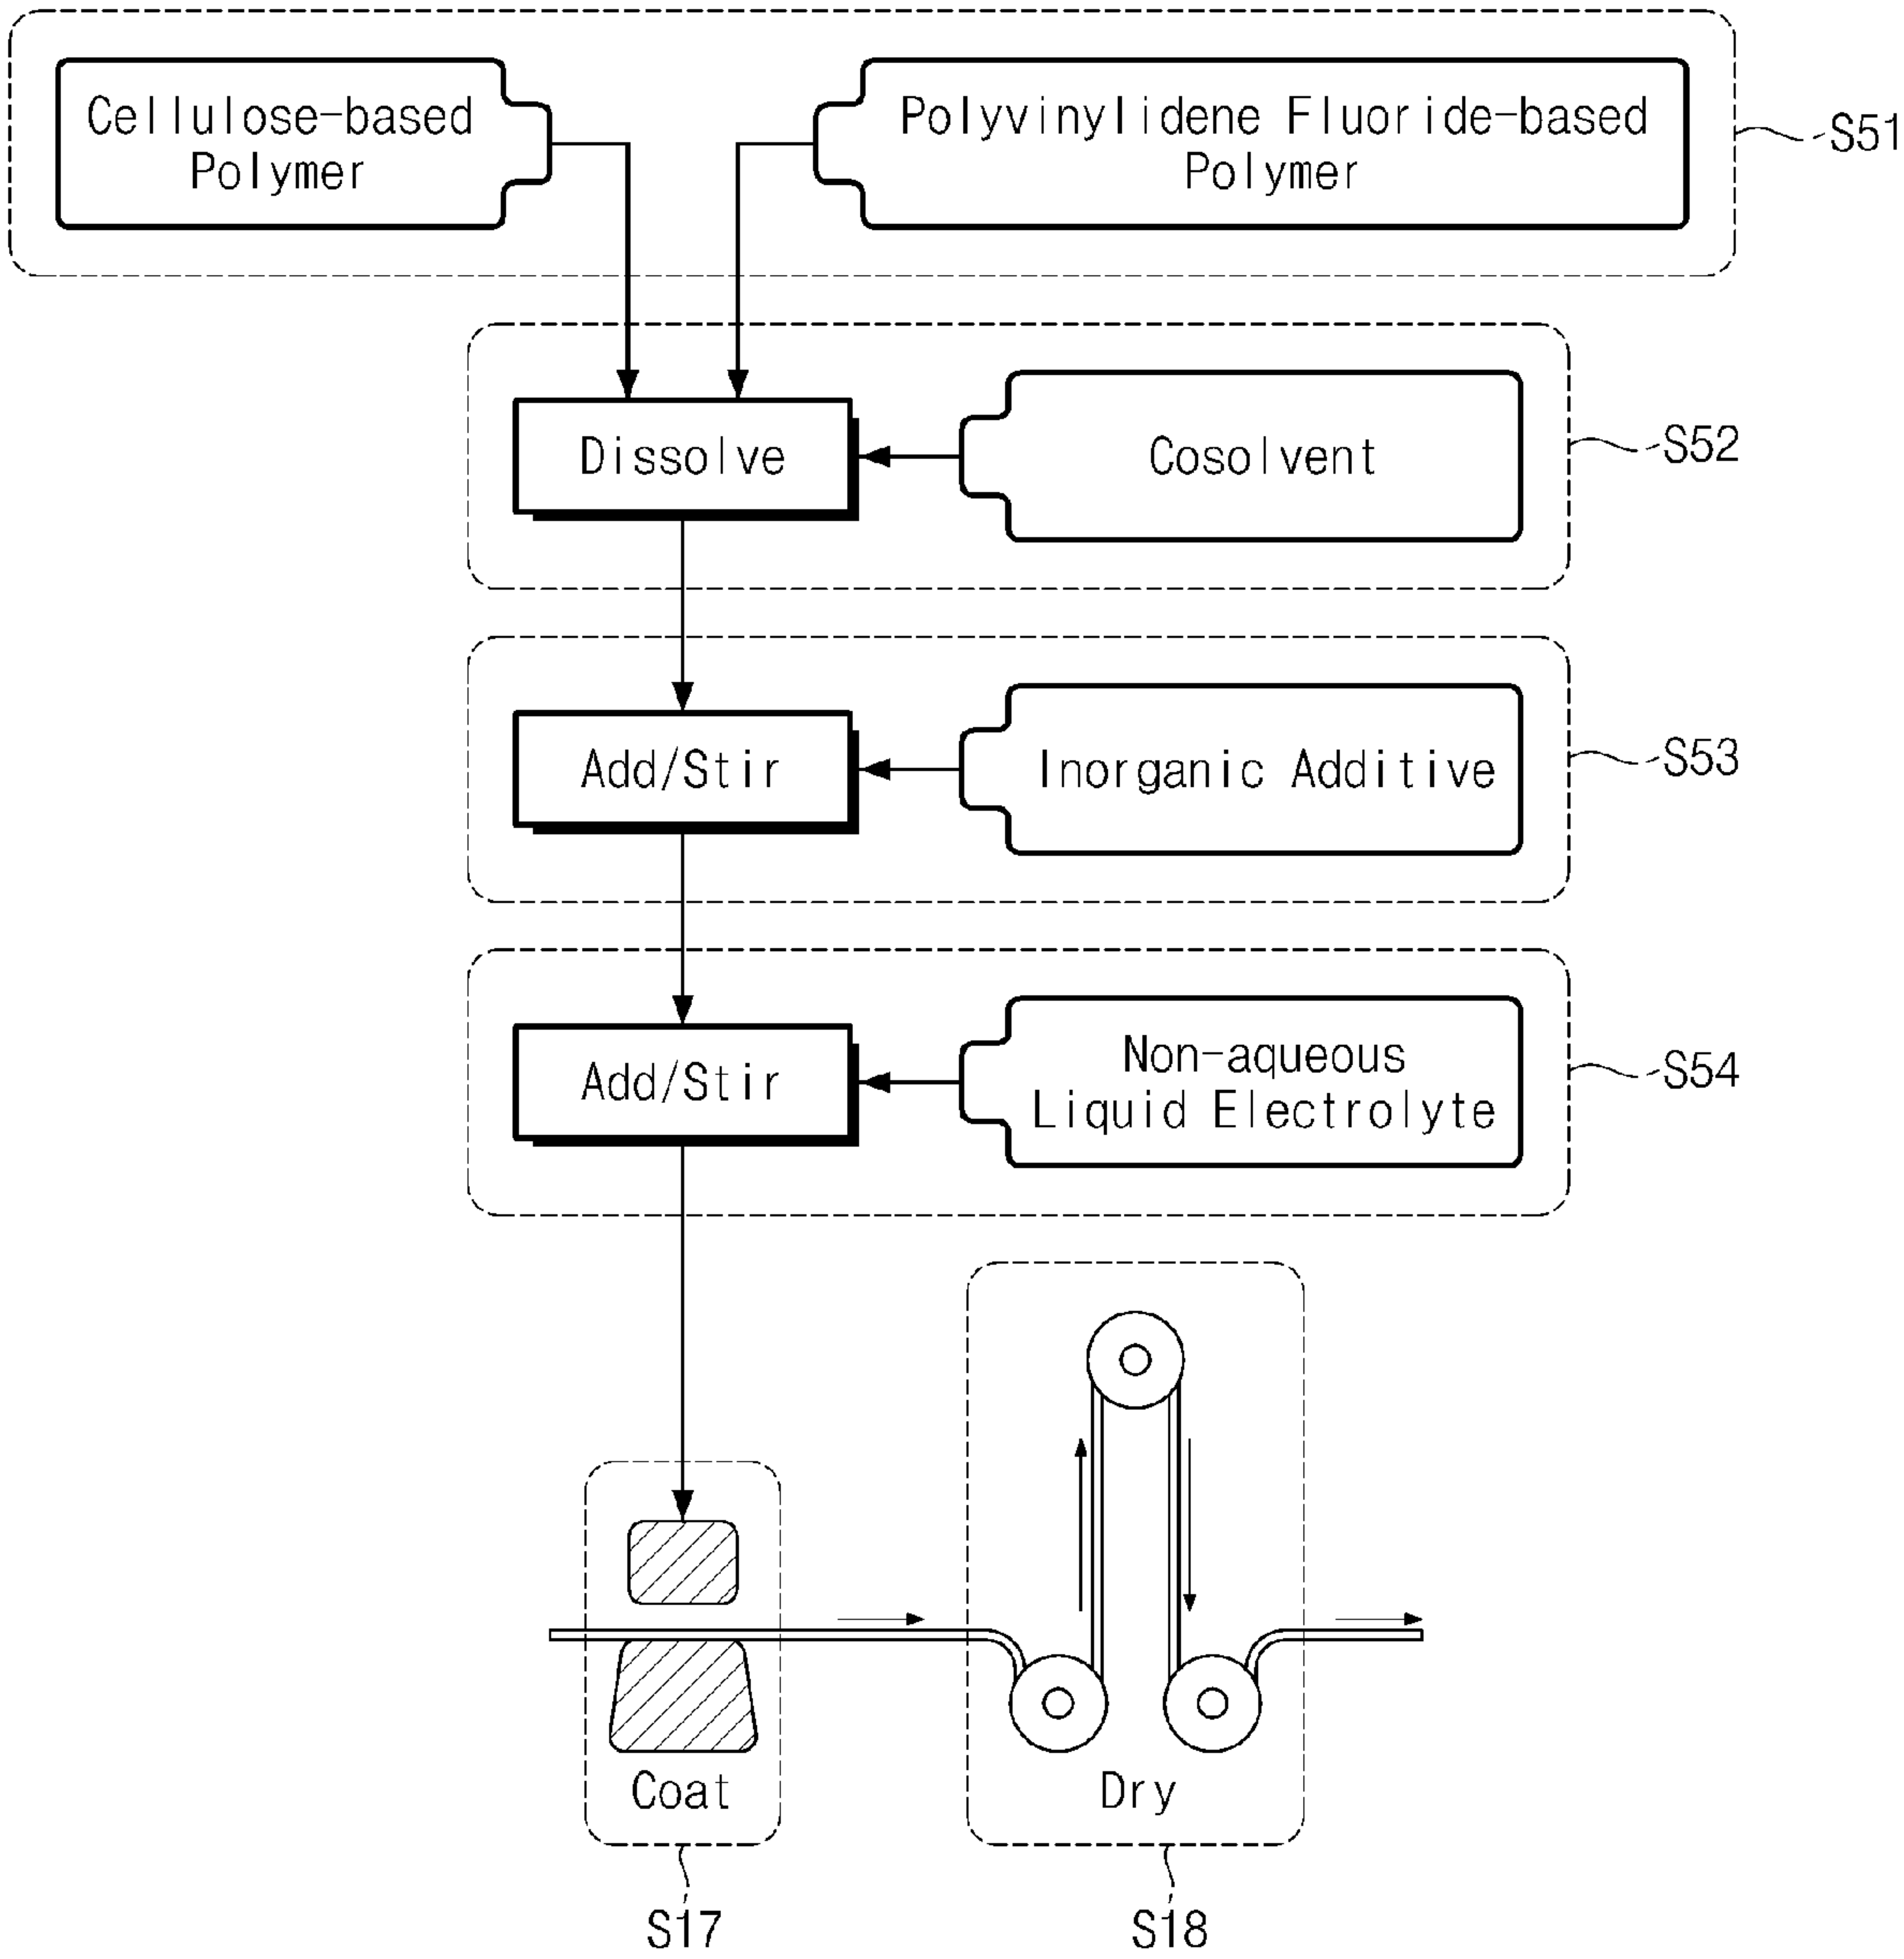 Cellulose-based
Polymer
Polyvinylidene Fluoride-based
Polymer
S51
Dissolve
Cosolvent
S52
Add/Stir
Inorganic Additive
S53
Add/Stir
Non-aqueous
Liquid Electrolyte
S54
Coat
Dry
S17
S18